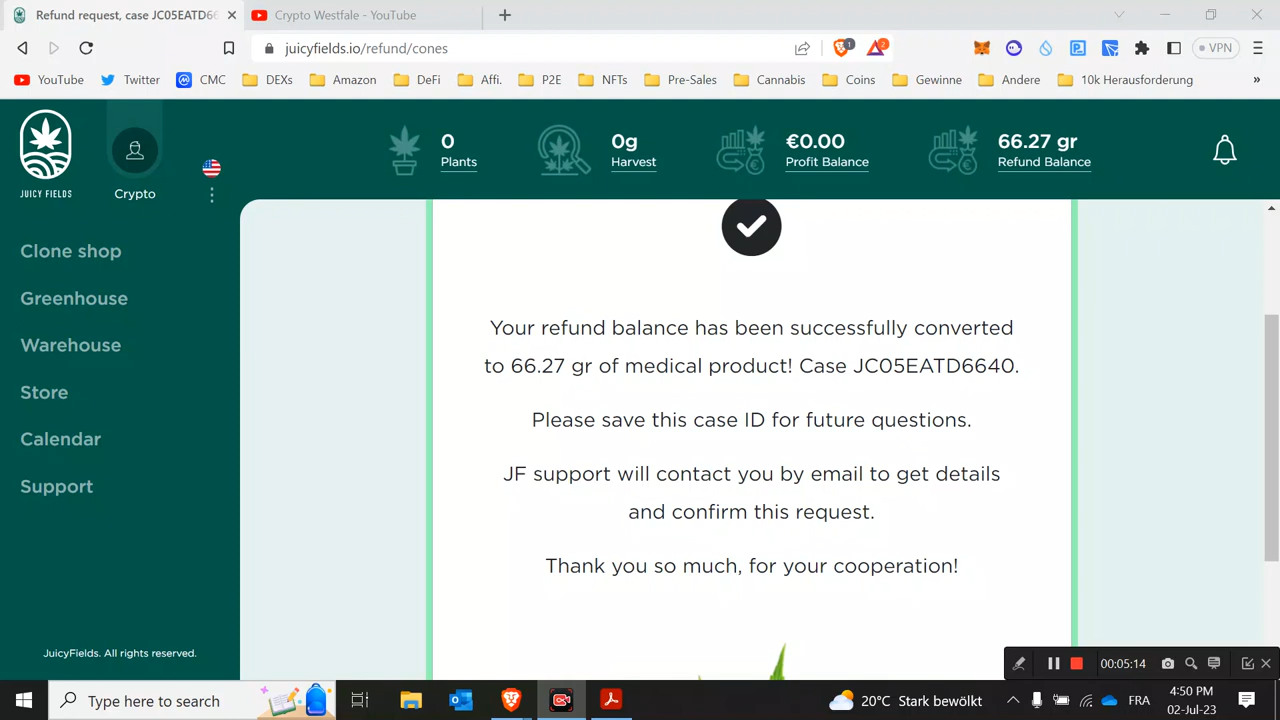 Refund request, case JC05EATD66
Crypto Westfale - YouTube
juicyfields.io/refund/cones
1
2
VPN
YouTube
Twitter
CMC
DEXs
Amazon
DeFi
Affi.
P2E
NFTs
Pre-Sales
Cannabis
Coins
Gewinne
Andere
10k Herausforderung
»
JUICY FIELDS
Crypto
0
Plants
0g
Harvest
€0.00
Profit Balance
66.27 gr
Refund Balance
Clone shop
Greenhouse
Warehouse
Store
Calendar
Support
JuicyFields. All rights reserved.
Your refund balance has been successfully converted
to 66.27 gr of medical product! Case JC05EATD6640.
Please save this case ID for future questions.
JF support will contact you by email to get details
and confirm this request.
Thank you so much, for your cooperation!
00:05:14
Type here to search
20°C Stark bewölkt
FRA
4:50 PM
02-Jul-23